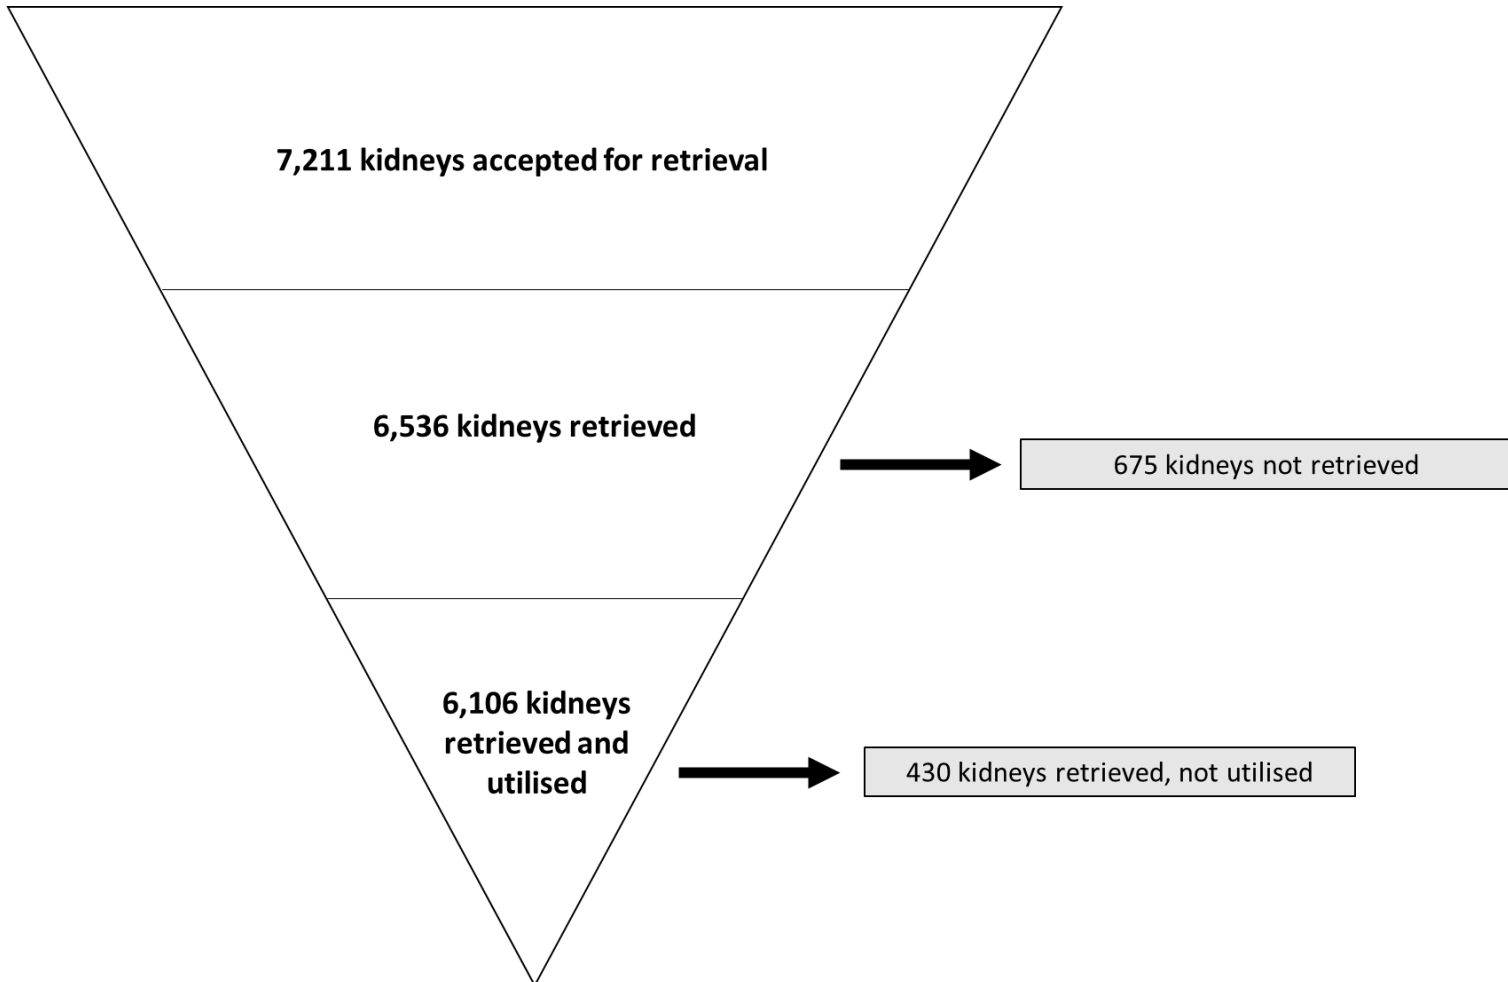 7,211 kidneys accepted for retrieval
6,536 kidneys retrieved
675 kidneys not retrieved
6,106 kidneys
retrieved and
utilised
430 kidneys retrieved, not utilised